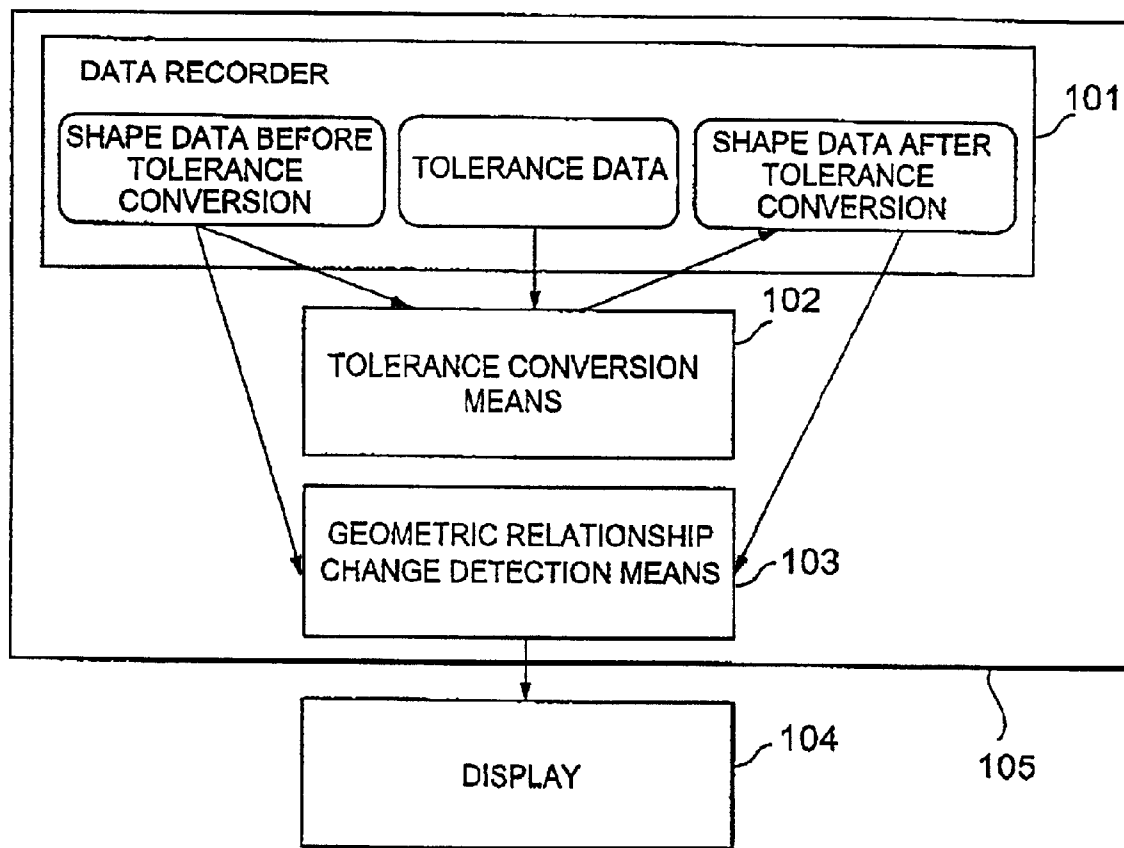 DATA RECORDER
101
SHAPE DATA BEFORE
TOLERANCE
CONVERSION
TOLERANCE DATA
SHAPE DATA AFTER
TOLERANCE
CONVERSION
102
TOLERANCE CONVERSION
MEANS
GEOMETRIC RELATIONSHIP
CHANGE DETECTION MEANS
103
DISPLAY
104
105